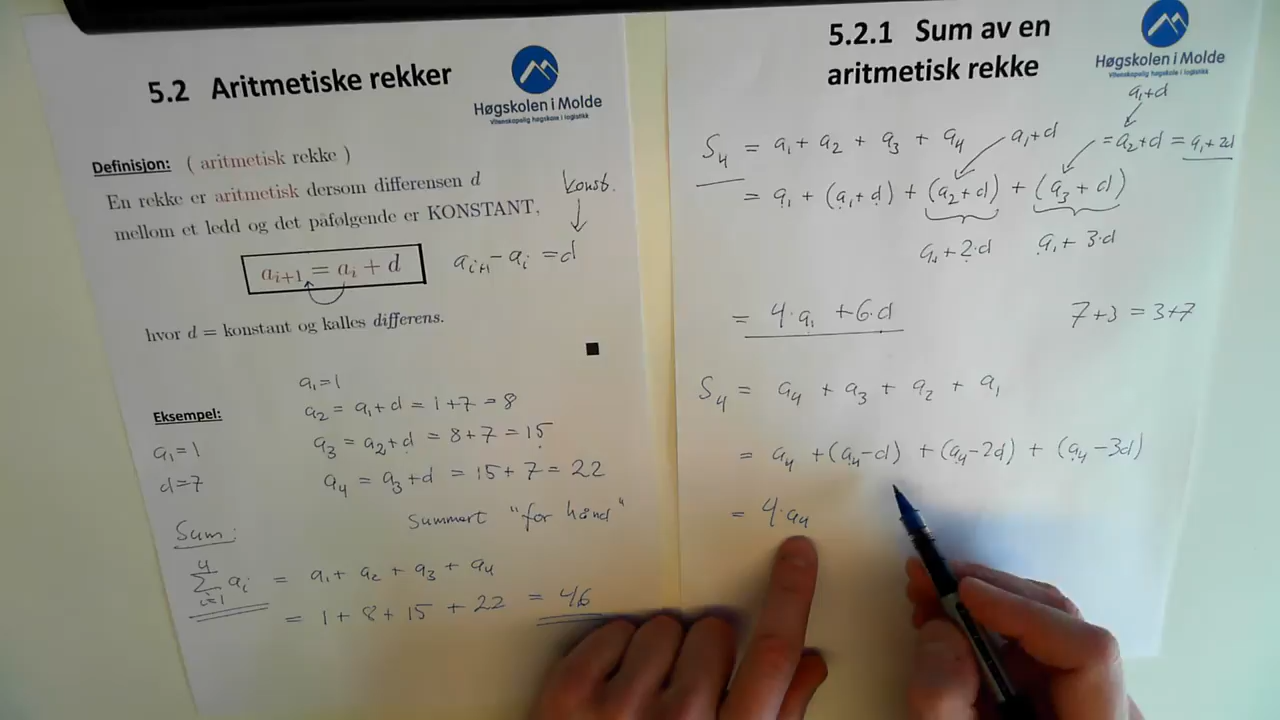 5.2 Aritmetiske rekker
Høgskolen i Molde
Vitenskapelig høgskole i logistikk
Definisjon: ( aritmetisk rekke )
En rekke er aritmetisk dersom differensen d
mellom et ledd og det påfølgende er KONSTANT,
konst.
a_{i+1} = a_i + d
a_{i+1} - a_i = d
hvor d = konstant og kalles differens.
Eksempel:
a_1 = 1
d = 7
a_1 = 1
a_2 = a_1 + d = 1 + 7 = 8
a_3 = a_2 + d = 8 + 7 = 15
a_4 = a_3 + d = 15 + 7 = 22
Summert "for hånd"
Sum:
\sum_{i=1}^{4} a_i = a_1 + a_2 + a_3 + a_4
= 1 + 8 + 15 + 22 = 46
5.2.1 Sum av en
aritmetisk rekke
Høgskolen i Molde
Vitenskapelig høgskole i logistikk
a_1 + d
S_4 = a_1 + a_2 + a_3 + a_4
a_1 + d
= a_2 + d = a_1 + 2d
= a_1 + (a_1 + d) + (a_2 + d) + (a_3 + d)
a_1 + 2·d
a_1 + 3·d
= 4·a_1 + 6·d
7 + 3 = 3 + 7
S_4 = a_4 + a_3 + a_2 + a_1
= a_4 + (a_4 - d) + (a_4 - 2d) + (a_4 - 3d)
= 4·a_4